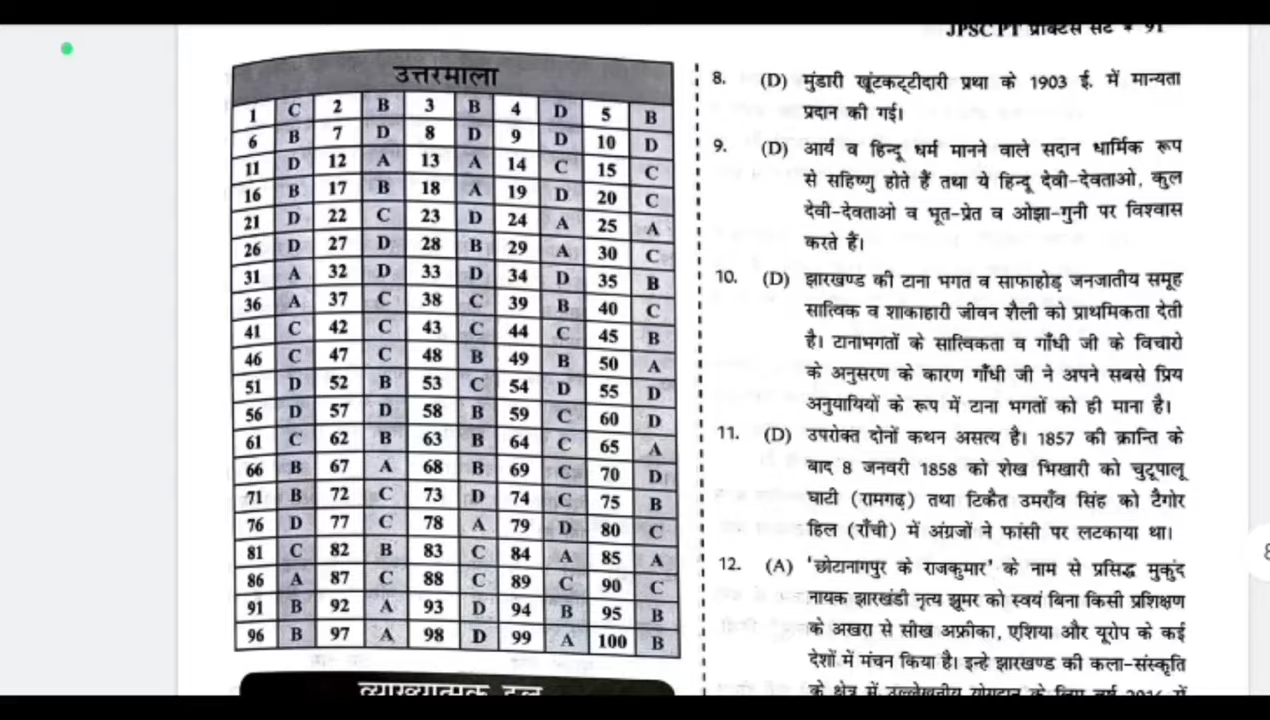 JPSC PT प्रैक्टिस सेट * 91
उत्तरमाला
1 C 2 B 3 B 4 D 5 B
6 B 7 D 8 D 9 D 10 D
11 D 12 A 13 A 14 C 15 C
16 B 17 B 18 A 19 D 20 C
21 D 22 C 23 D 24 A 25 A
26 D 27 D 28 B 29 A 30 C
31 A 32 D 33 D 34 D 35 B
36 A 37 C 38 C 39 B 40 C
41 C 42 C 43 C 44 C 45 B
46 C 47 C 48 B 49 B 50 A
51 D 52 B 53 C 54 D 55 D
56 D 57 D 58 B 59 C 60 D
61 C 62 B 63 B 64 C 65 A
66 B 67 A 68 B 69 C 70 D
71 B 72 C 73 D 74 C 75 B
76 D 77 C 78 A 79 D 80 C
81 C 82 B 83 C 84 A 85 A
86 A 87 C 88 C 89 C 90 C
91 B 92 A 93 D 94 B 95 B
96 B 97 A 98 D 99 A 100 B
व्याख्यात्मक हल
8. (D) मुंडारी खूंटकट्टीदारी प्रथा के 1903 ई. में मान्यता
प्रदान की गई।
9. (D) आर्य व हिन्दू धर्म मानने वाले सदान धार्मिक रूप
से सहिष्णु होते हैं तथा ये हिन्दू देवी-देवताओ, कुल
देवी-देवताओ व भूत-प्रेत व ओझा-गुनी पर विश्वास
करते हैं।
10. (D) झारखण्ड की टाना भगत व साफाहोड़ जनजातीय समूह
सात्विक व शाकाहारी जीवन शैली को प्राथमिकता देती
है। टानाभगतों के सात्विकता व गाँधी जी के विचारो
के अनुसरण के कारण गाँधी जी ने अपने सबसे प्रिय
अनुयायियों के रूप में टाना भगतों को ही माना है।
11. (D) उपरोक्त दोनों कथन असत्य है। 1857 की क्रान्ति के
बाद 8 जनवरी 1858 को शेख भिखारी को चुटूपालू
घाटी (रामगढ़) तथा टिकैत उमराँव सिंह को टैगोर
हिल (राँची) में अंग्रजों ने फांसी पर लटकाया था।
12. (A) 'छोटानागपुर के राजकुमार' के नाम से प्रसिद्ध मुकुंद
नायक झारखंडी नृत्य झूमर को स्वयं बिना किसी प्रशिक्षण
के अखरा से सीख अफ्रीका, एशिया और यूरोप के कई
देशों में मंचन किया है। इन्हे झारखण्ड की कला-संस्कृति
के क्षेत्र में उल्लेखनीय योगदान के लिए वर्ष 2016 में
8